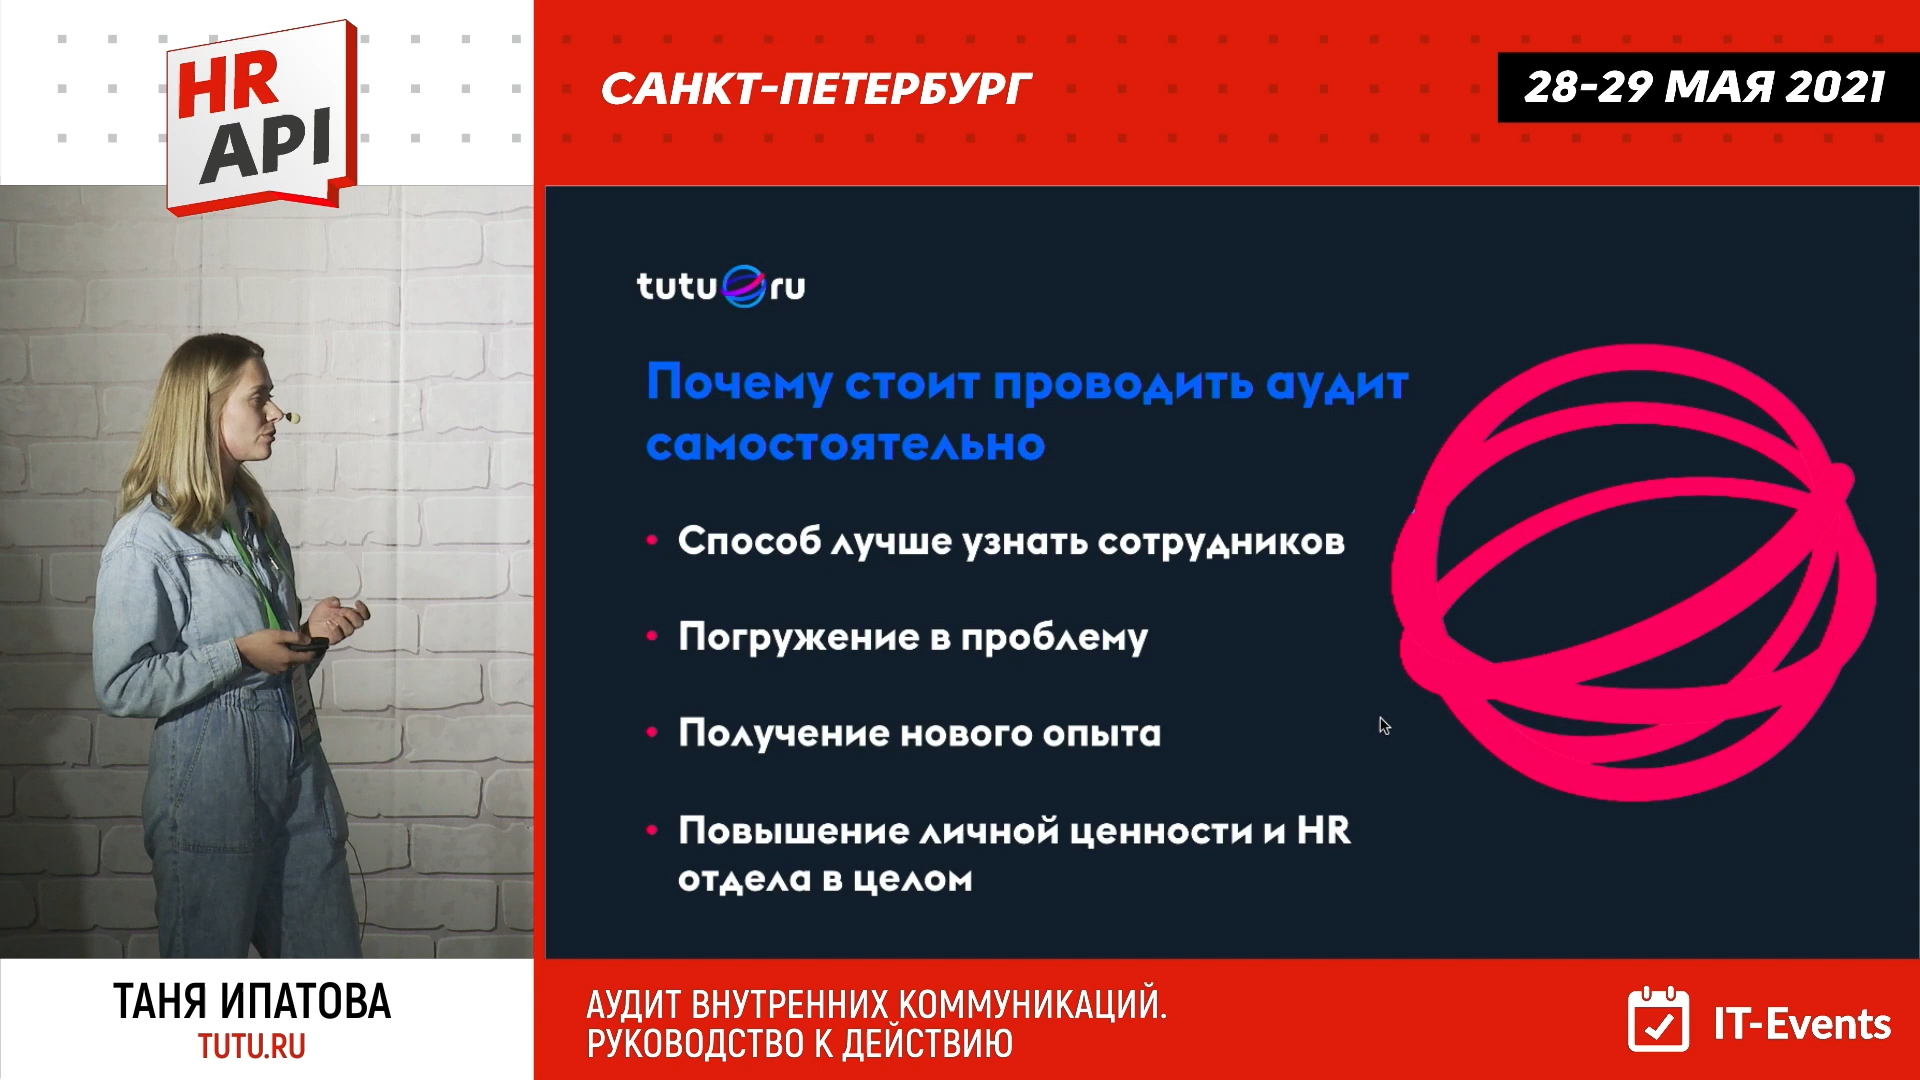 HR
API
САНКТ-ПЕТЕРБУРГ
28-29 МАЯ 2021
tutu ru
Почему стоит проводить аудит
самостоятельно
• Способ лучше узнать сотрудников
• Погружение в проблему
• Получение нового опыта
• Повышение личной ценности и HR
отдела в целом
ТАНЯ ИПАТОВА
TUTU.RU
АУДИТ ВНУТРЕННИХ КОММУНИКАЦИЙ.
РУКОВОДСТВО К ДЕЙСТВИЮ
IT-Events